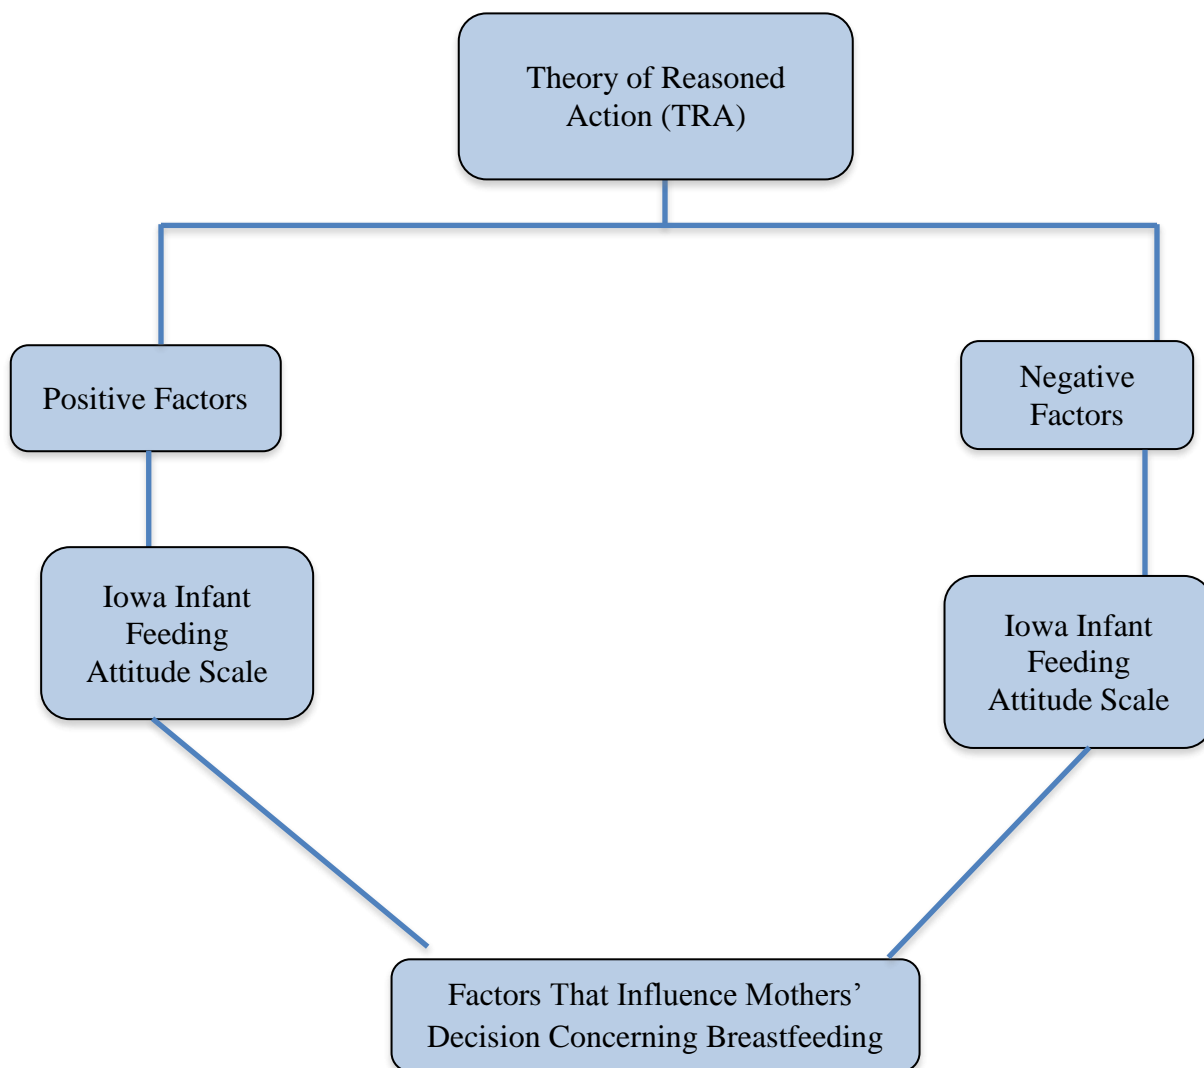 Theory of Reasoned
Action (TRA)
Positive Factors
Negative
Factors
Iowa Infant
Feeding
Attitude Scale
Iowa Infant
Feeding
Attitude Scale
Factors That Influence Mothers’
Decision Concerning Breastfeeding